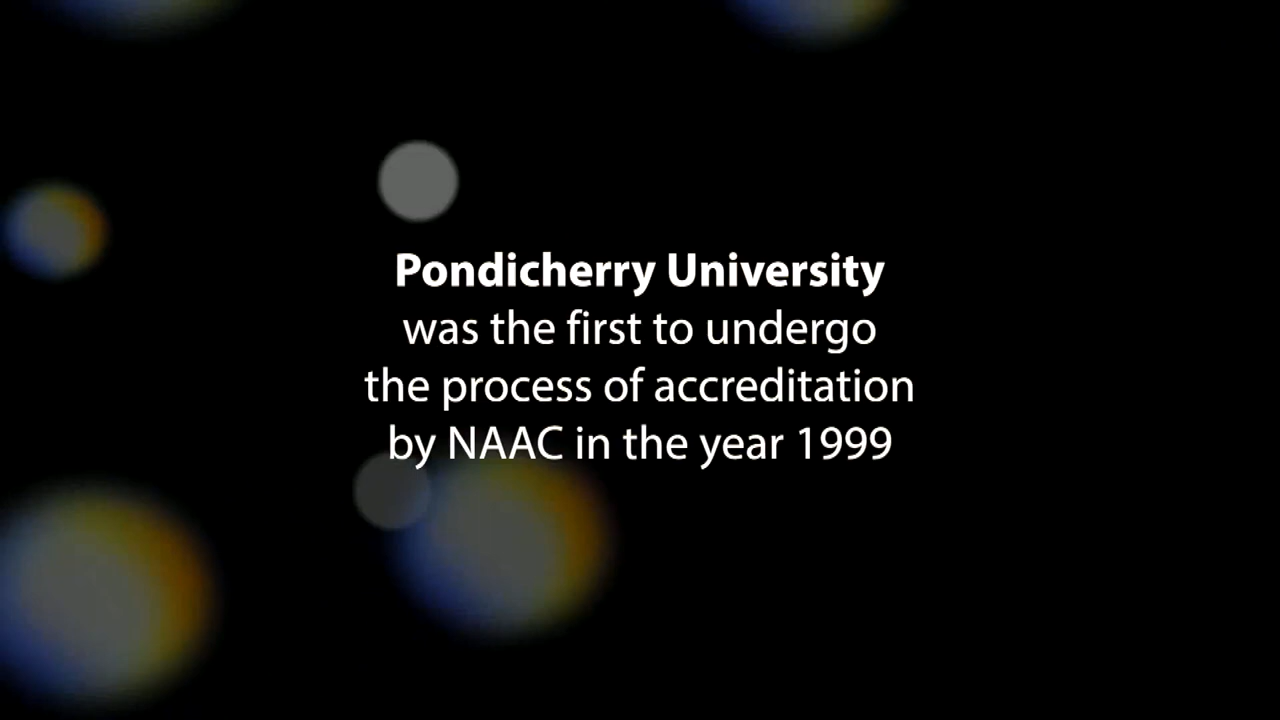 Pondicherry University
was the first to undergo
the process of accreditation
by NAAC in the year 1999